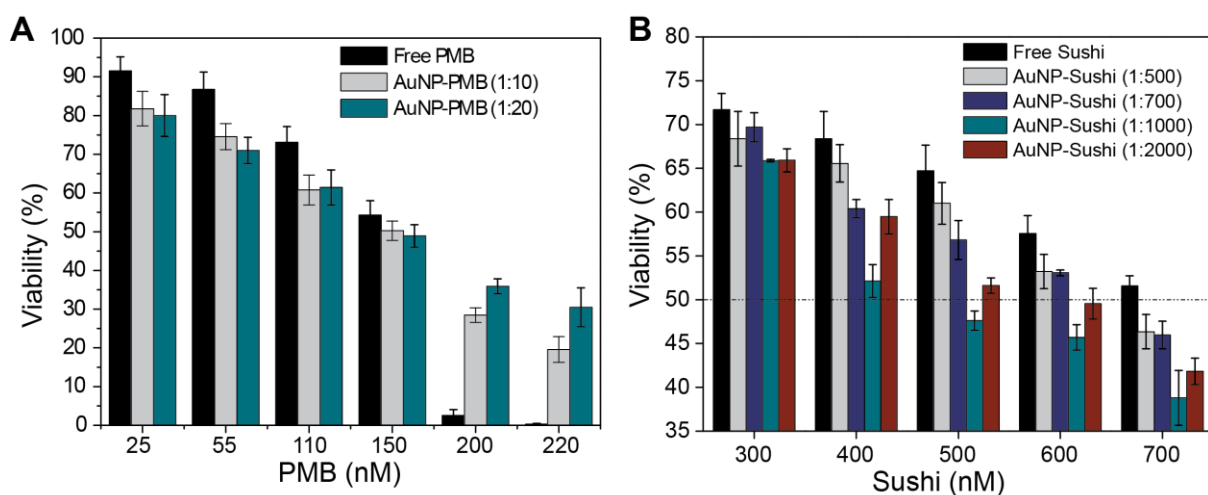 A
Viability (%)
100
90
80
70
60
50
40
30
20
10
0
Free PMB
AuNP-PMB (1:10)
AuNP-PMB (1:20)
25 55 110 150 200 220
PMB (nM)
B
Viability (%)
80
75
70
65
60
55
50
45
40
35
Free Sushi
AuNP-Sushi (1:500)
AuNP-Sushi (1:700)
AuNP-Sushi (1:1000)
AuNP-Sushi (1:2000)
300 400 500 600 700
Sushi (nM)